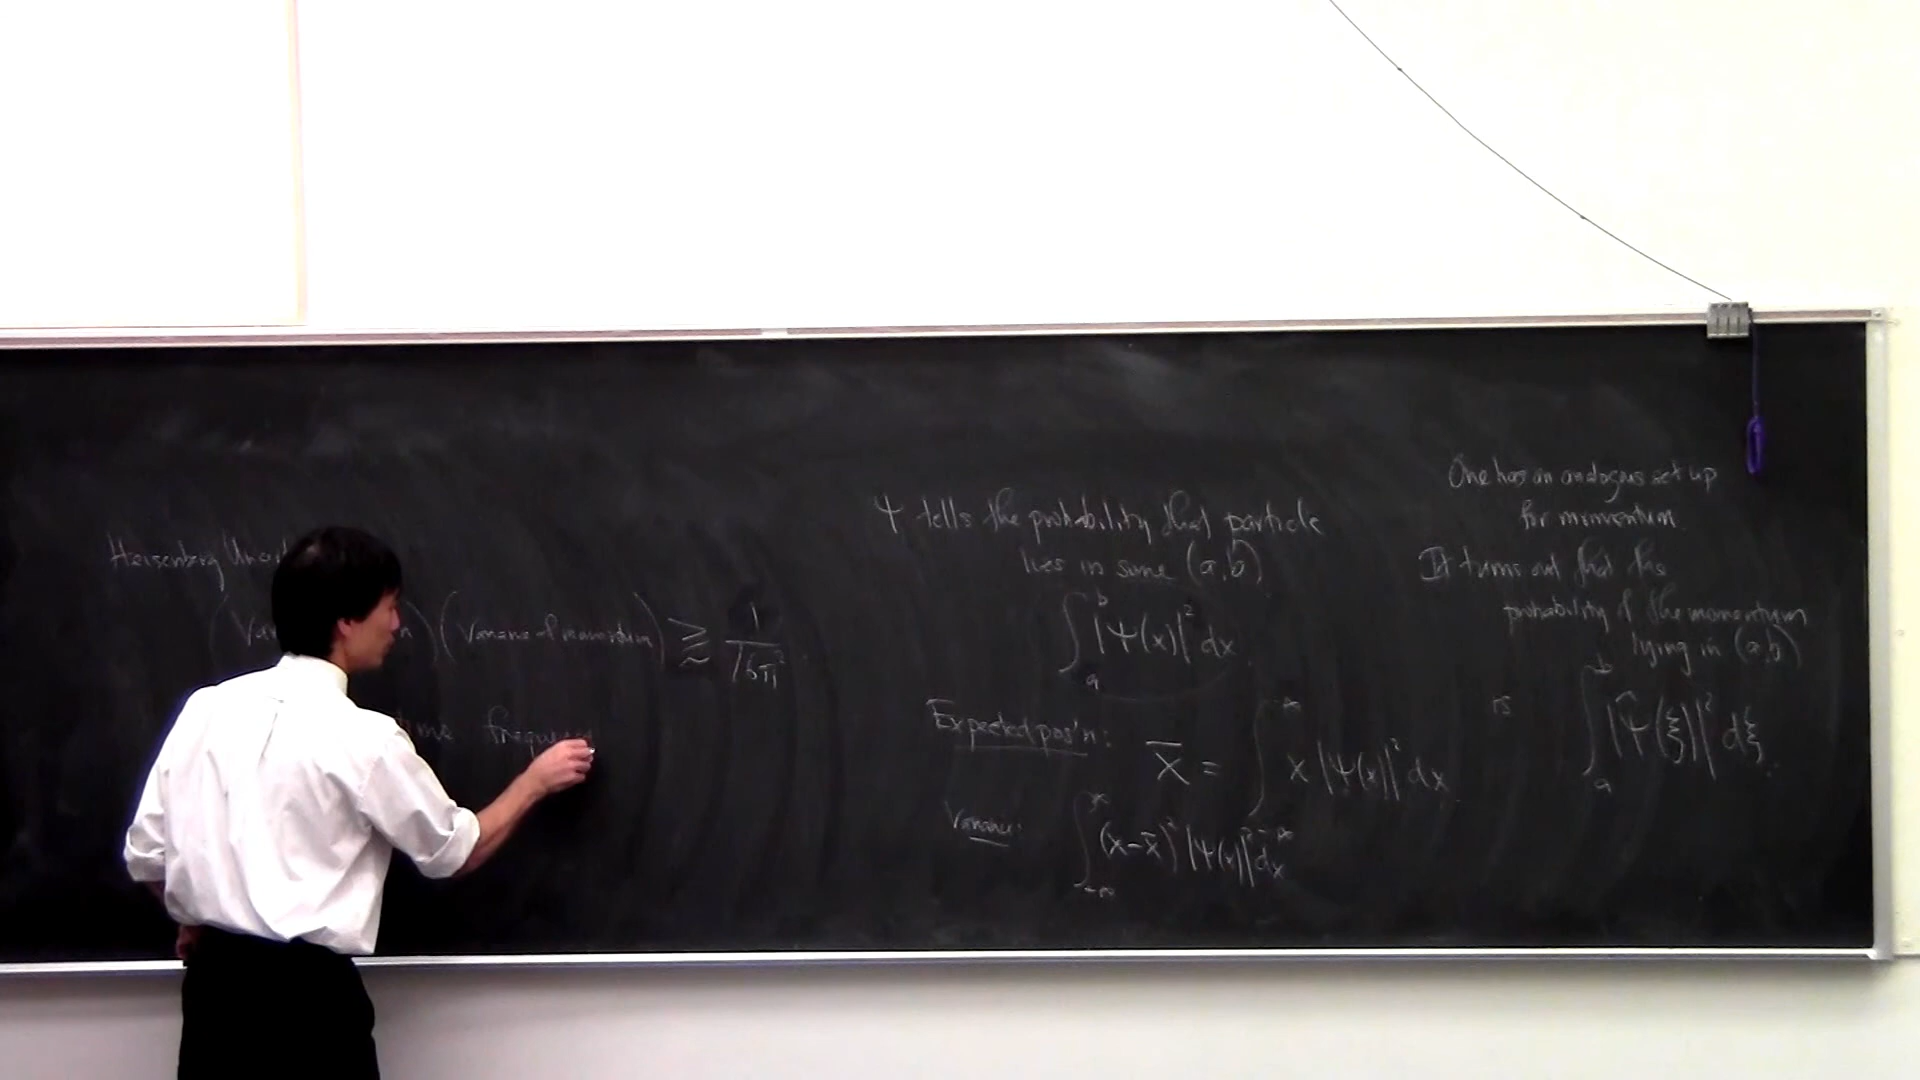 Heisenberg
(Variance of momentum) ≥ 1/16π²
time frequency
Ψ tells the probability that particle
lies in some (a,b)
∫_a^b |Ψ(x)|² dx
Expected pos'n: x̄ = ∫_{-∞}^∞ x |Ψ(x)|² dx
Variance: ∫_{-∞}^∞ (x-x̄)² |Ψ(x)|² dx
One has an analogous set up
for momentum.
It turns out that the
probability of the momentum
lying in (a,b)
is ∫_a^b |Ψ̂(ξ)|² dξ.